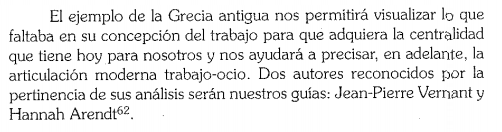 El ejemplo de la Grecia antigua nos permitirá visualizar lo que
faltaba en su concepción del trabajo para que adquiera la centralidad
que tiene hoy para nosotros y nos ayudará a precisar, en adelante, la
articulación moderna trabajo-ocio. Dos autores reconocidos por la
pertinencia de sus análisis serán nuestros guías: Jean-Pierre Vernant y
Hannah Arendt⁶².